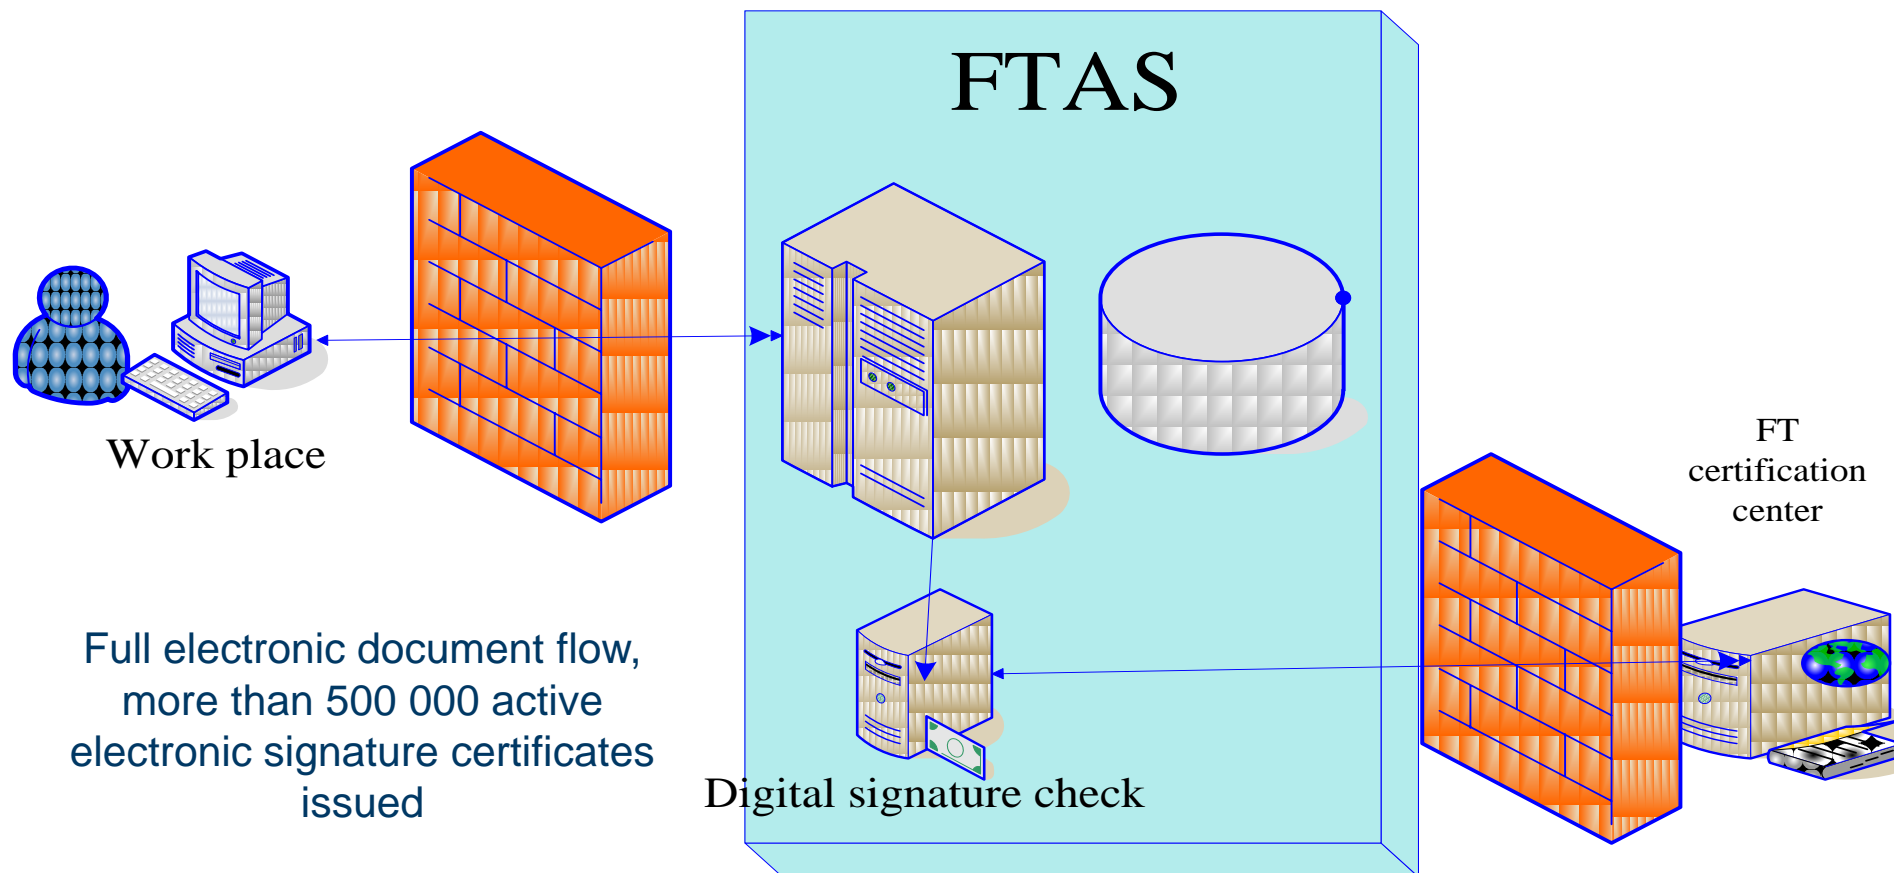 FTAS
Work place
FT
certification
center
Full electronic document flow,
more than 500 000 active
electronic signature certificates
issued
Digital signature check